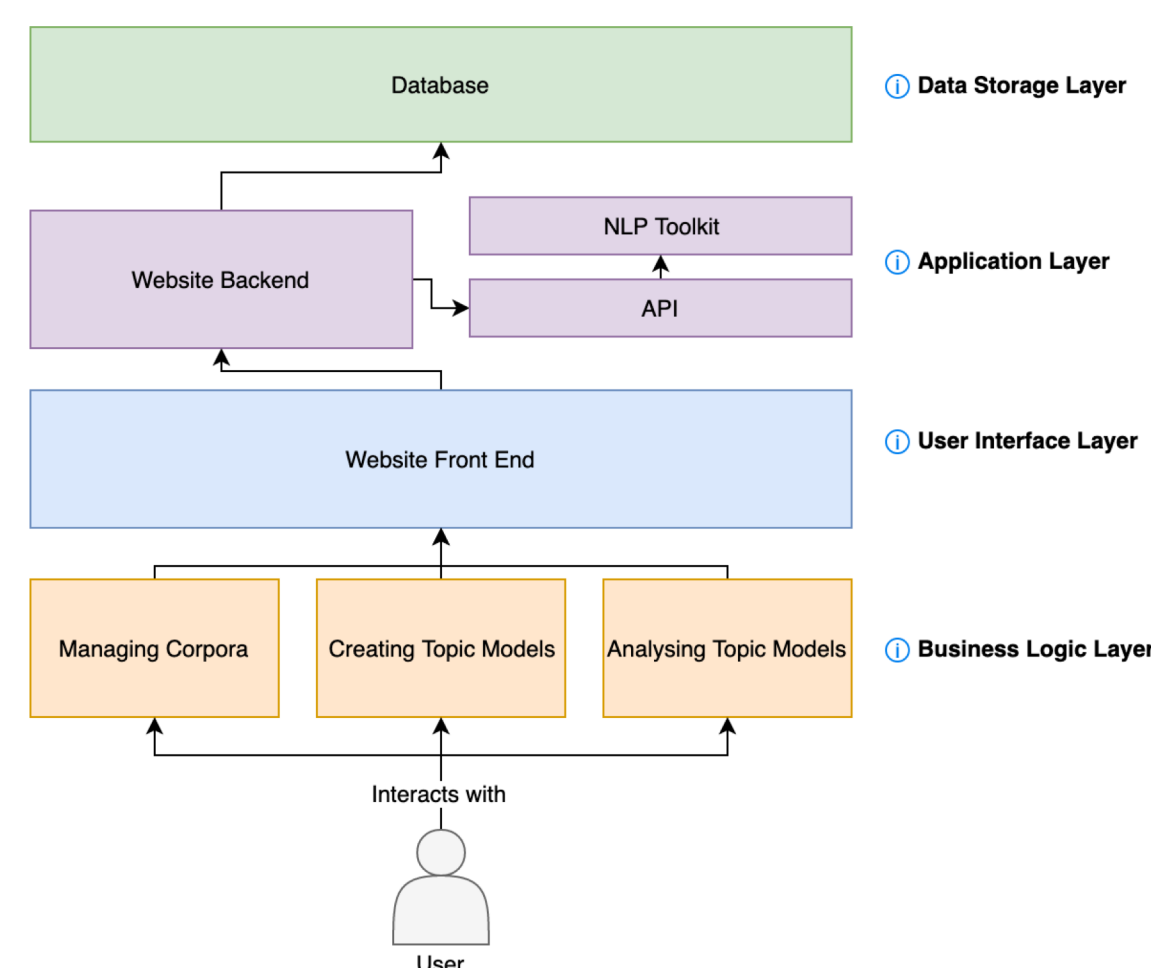 Database
Data Storage Layer
NLP Toolkit
Website Backend
Application Layer
API
Website Front End
User Interface Layer
Managing Corpora
Creating Topic Models
Analysing Topic Models
Business Logic Layer
Interacts with
User